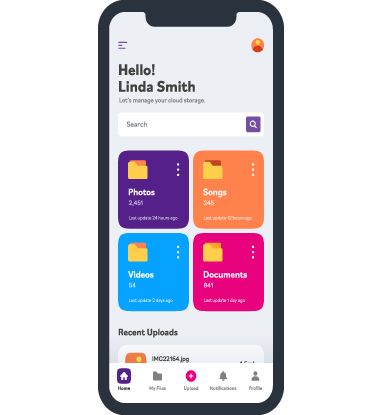 Hello!
Linda Smith
Let's manage your cloud storage.
Search
Photos
2,451
Last update 24 hours ago
Songs
245
Last update 12 hours ago
Videos
54
Last update 2 days ago
Documents
841
Last update 1 day ago
Recent Uploads
IMG22164.jpg
Home
My Files
Upload
Notifications
Profile